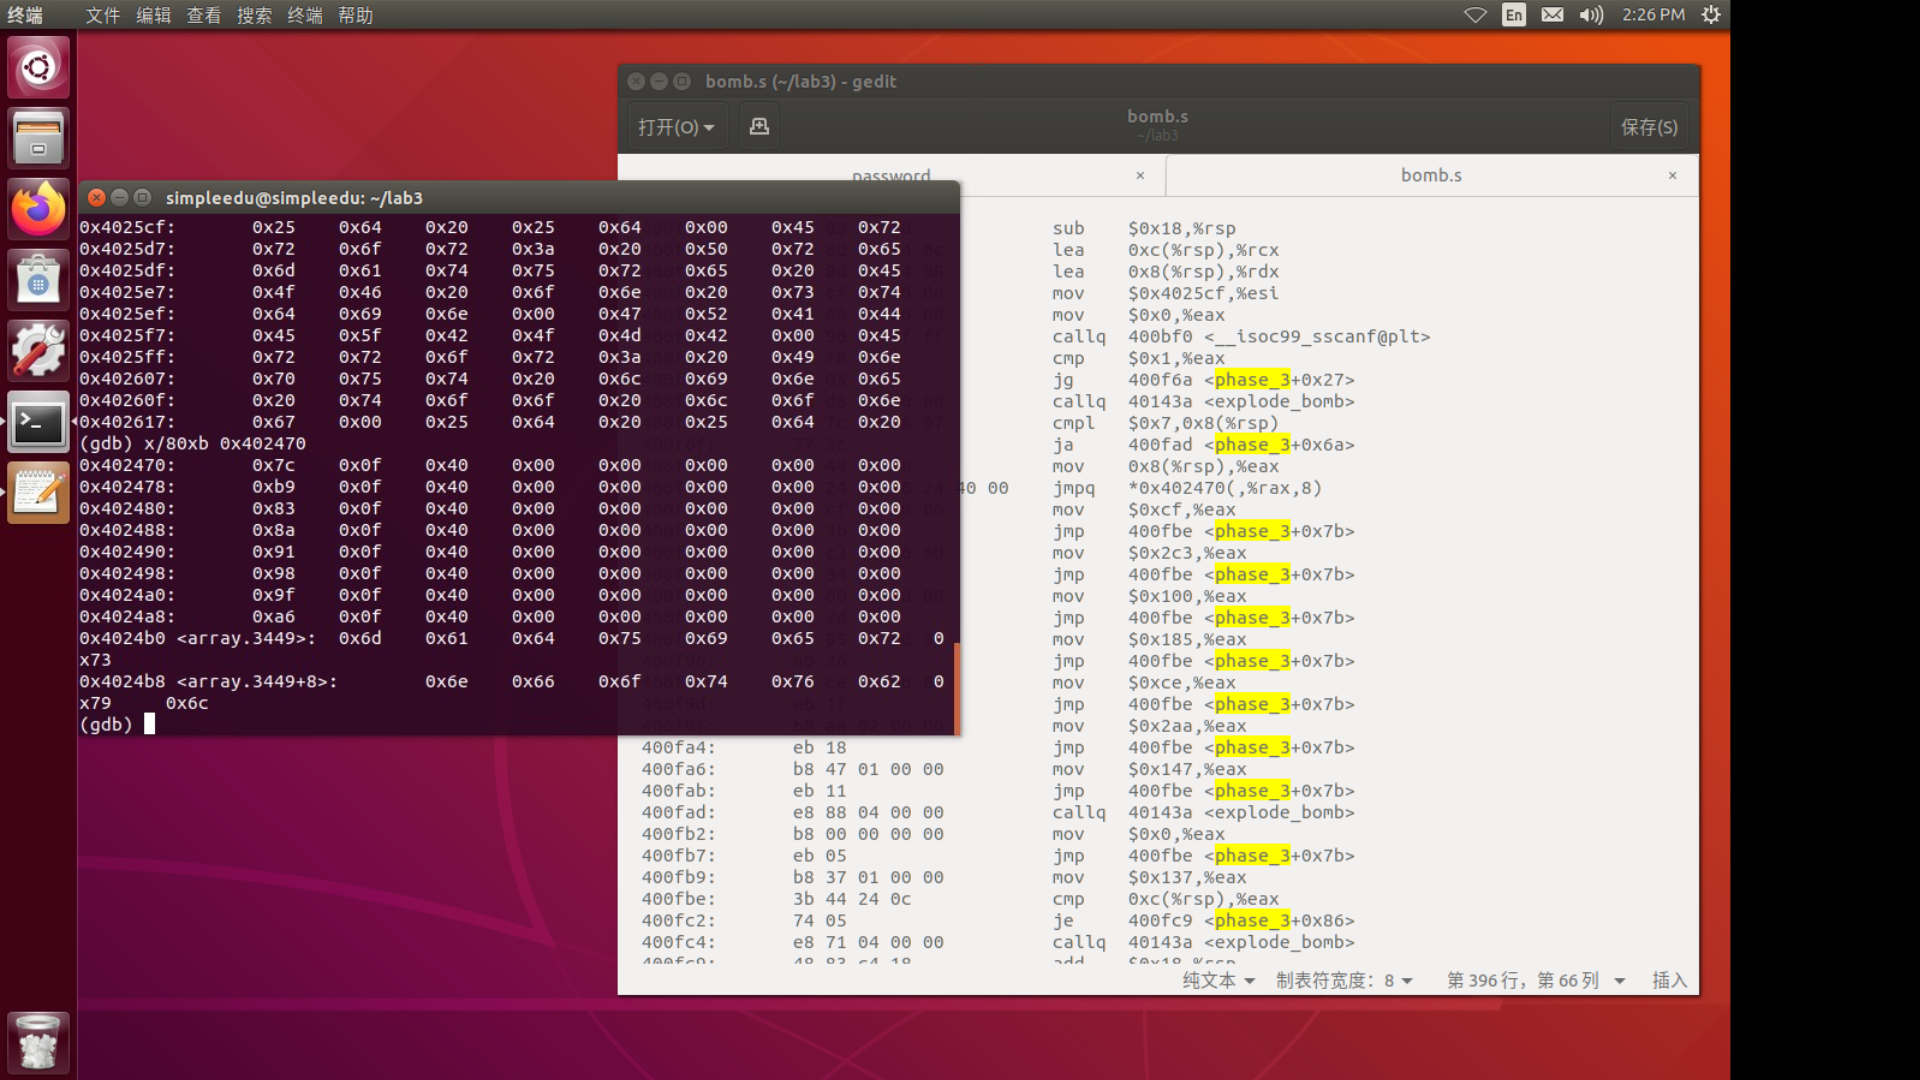 终端 文件 编辑 查看 搜索 终端 帮助 En 2:26 PM
bomb.s (~/lab3) - gedit
打开(O) bomb.s 保存(S)
~/lab3
password × bomb.s ×
simpleedu@simpleedu: ~/lab3
0x4025cf: 0x25 0x64 0x20 0x25 0x64 0x00 0x45 0x72
0x4025d7: 0x72 0x6f 0x72 0x3a 0x20 0x50 0x72 0x65
0x4025df: 0x6d 0x61 0x74 0x75 0x72 0x65 0x20 0x45
0x4025e7: 0x4f 0x46 0x20 0x6f 0x6e 0x20 0x73 0x74
0x4025ef: 0x64 0x69 0x6e 0x00 0x47 0x52 0x41 0x44
0x4025f7: 0x45 0x5f 0x42 0x4f 0x4d 0x42 0x00 0x45
0x4025ff: 0x72 0x72 0x6f 0x72 0x3a 0x20 0x49 0x6e
0x402607: 0x70 0x75 0x74 0x20 0x6c 0x69 0x6e 0x65
0x40260f: 0x20 0x74 0x6f 0x6f 0x20 0x6c 0x6f 0x6e
0x402617: 0x67 0x00 0x25 0x64 0x20 0x25 0x64 0x20
(gdb) x/80xb 0x402470
0x402470: 0x7c 0x0f 0x40 0x00 0x00 0x00 0x00 0x00
0x402478: 0xb9 0x0f 0x40 0x00 0x00 0x00 0x00 0x00
0x402480: 0x83 0x0f 0x40 0x00 0x00 0x00 0x00 0x00
0x402488: 0x8a 0x0f 0x40 0x00 0x00 0x00 0x00 0x00
0x402490: 0x91 0x0f 0x40 0x00 0x00 0x00 0x00 0x00
0x402498: 0x98 0x0f 0x40 0x00 0x00 0x00 0x00 0x00
0x4024a0: 0x9f 0x0f 0x40 0x00 0x00 0x00 0x00 0x00
0x4024a8: 0xa6 0x0f 0x40 0x00 0x00 0x00 0x00 0x00
0x4024b0 <array.3449>: 0x6d 0x61 0x64 0x75 0x69 0x65 0x72 0
x73
0x4024b8 <array.3449+8>: 0x6e 0x66 0x6f 0x74 0x76 0x62 0
x79 0x6c
(gdb)
sub $0x18,%rsp
lea 0xc(%rsp),%rcx
lea 0x8(%rsp),%rdx
mov $0x4025cf,%esi
mov $0x0,%eax
callq 400bf0 <__isoc99_sscanf@plt>
cmp $0x1,%eax
jg 400f6a <phase_3+0x27>
callq 40143a <explode_bomb>
cmpl $0x7,0x8(%rsp)
ja 400fad <phase_3+0x6a>
mov 0x8(%rsp),%eax
40 00 jmpq *0x402470(,%rax,8)
mov $0xcf,%eax
jmp 400fbe <phase_3+0x7b>
mov $0x2c3,%eax
jmp 400fbe <phase_3+0x7b>
mov $0x100,%eax
jmp 400fbe <phase_3+0x7b>
mov $0x185,%eax
jmp 400fbe <phase_3+0x7b>
mov $0xce,%eax
jmp 400fbe <phase_3+0x7b>
mov $0x2aa,%eax
400fa4: eb 18 jmp 400fbe <phase_3+0x7b>
400fa6: b8 47 01 00 00 mov $0x147,%eax
400fab: eb 11 jmp 400fbe <phase_3+0x7b>
400fad: e8 88 04 00 00 callq 40143a <explode_bomb>
400fb2: b8 00 00 00 00 mov $0x0,%eax
400fb7: eb 05 jmp 400fbe <phase_3+0x7b>
400fb9: b8 37 01 00 00 mov $0x137,%eax
400fbe: 3b 44 24 0c cmp 0xc(%rsp),%eax
400fc2: 74 05 je 400fc9 <phase_3+0x86>
400fc4: e8 71 04 00 00 callq 40143a <explode_bomb>
400fc9: 48 83 c4 18 add $0x18,%rsp
纯文本 制表符宽度：8 第 396 行，第 66 列 插入